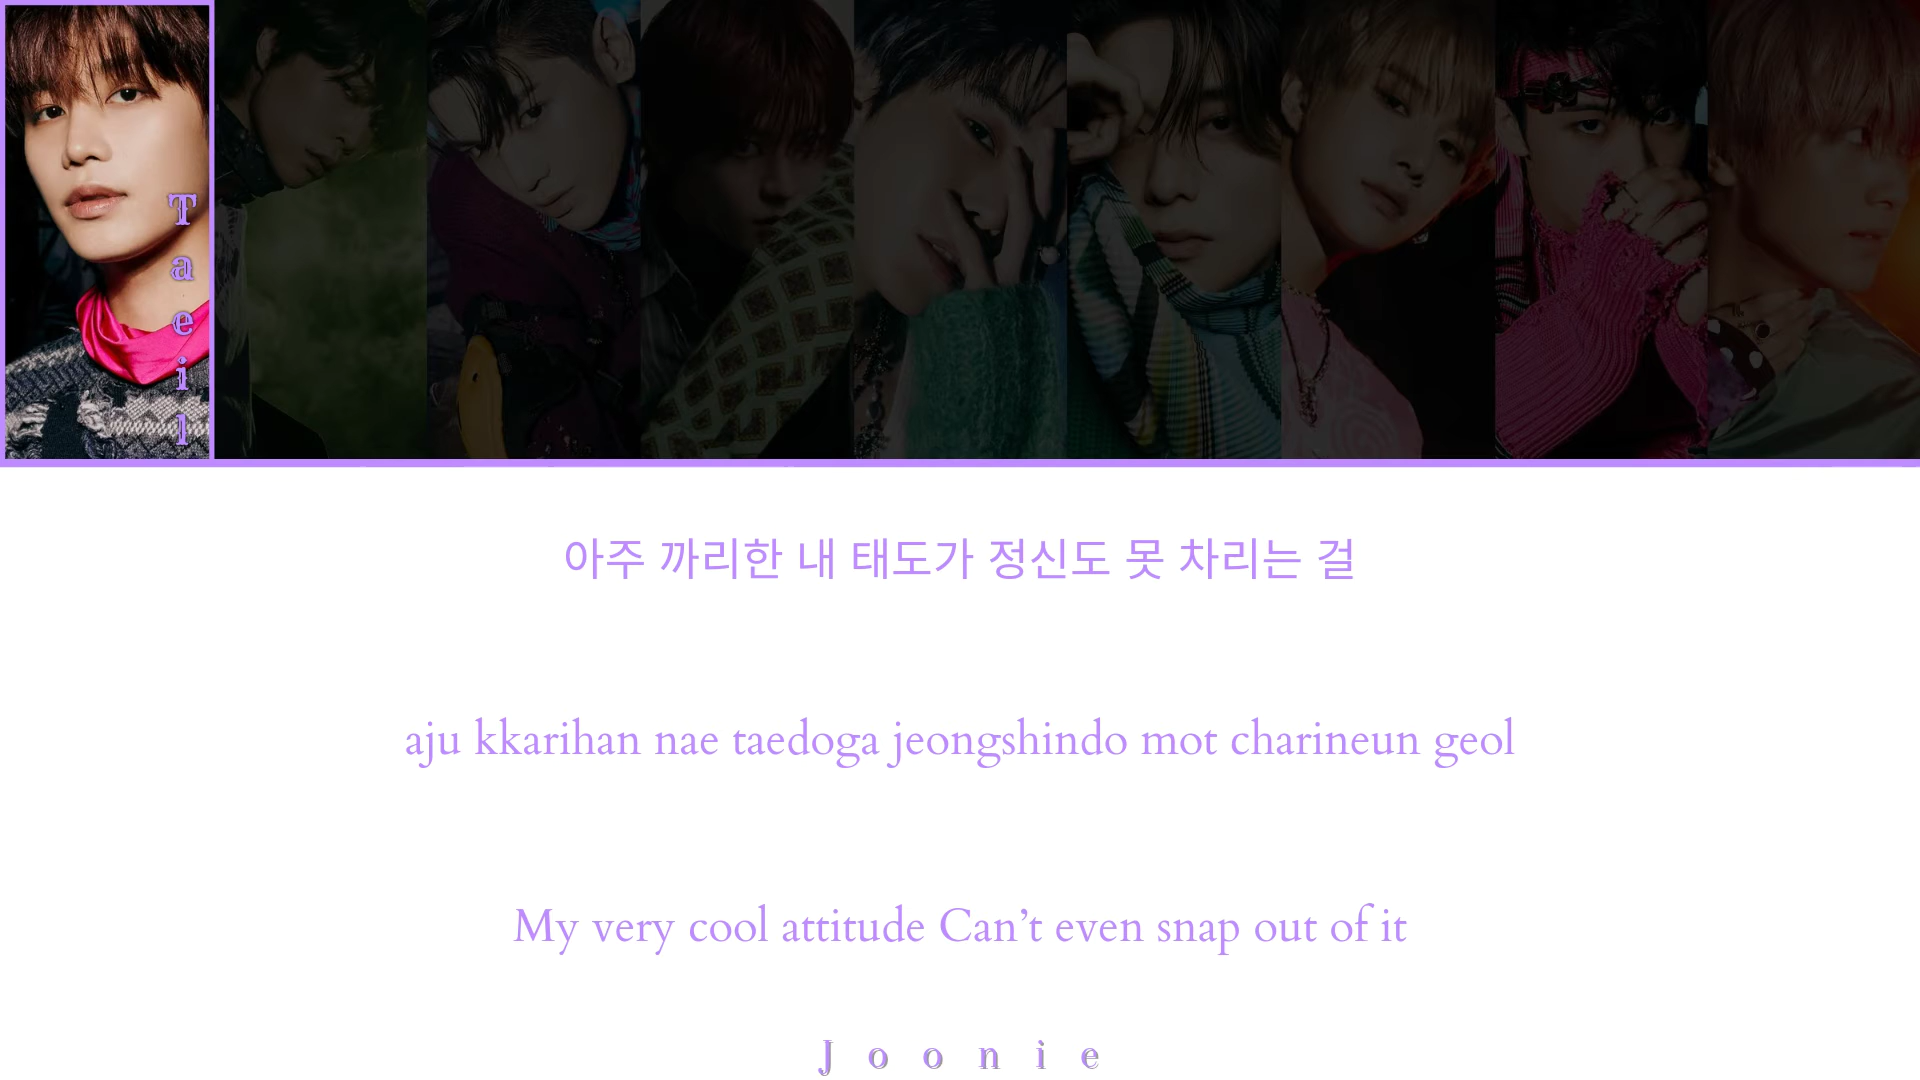 Taeil
아주 까리한 내 태도가 정신도 못 차리는 걸
aju kkarihan nae taedoga jeongshindo mot charineun geol
My very cool attitude Can’t even snap out of it
Joonie